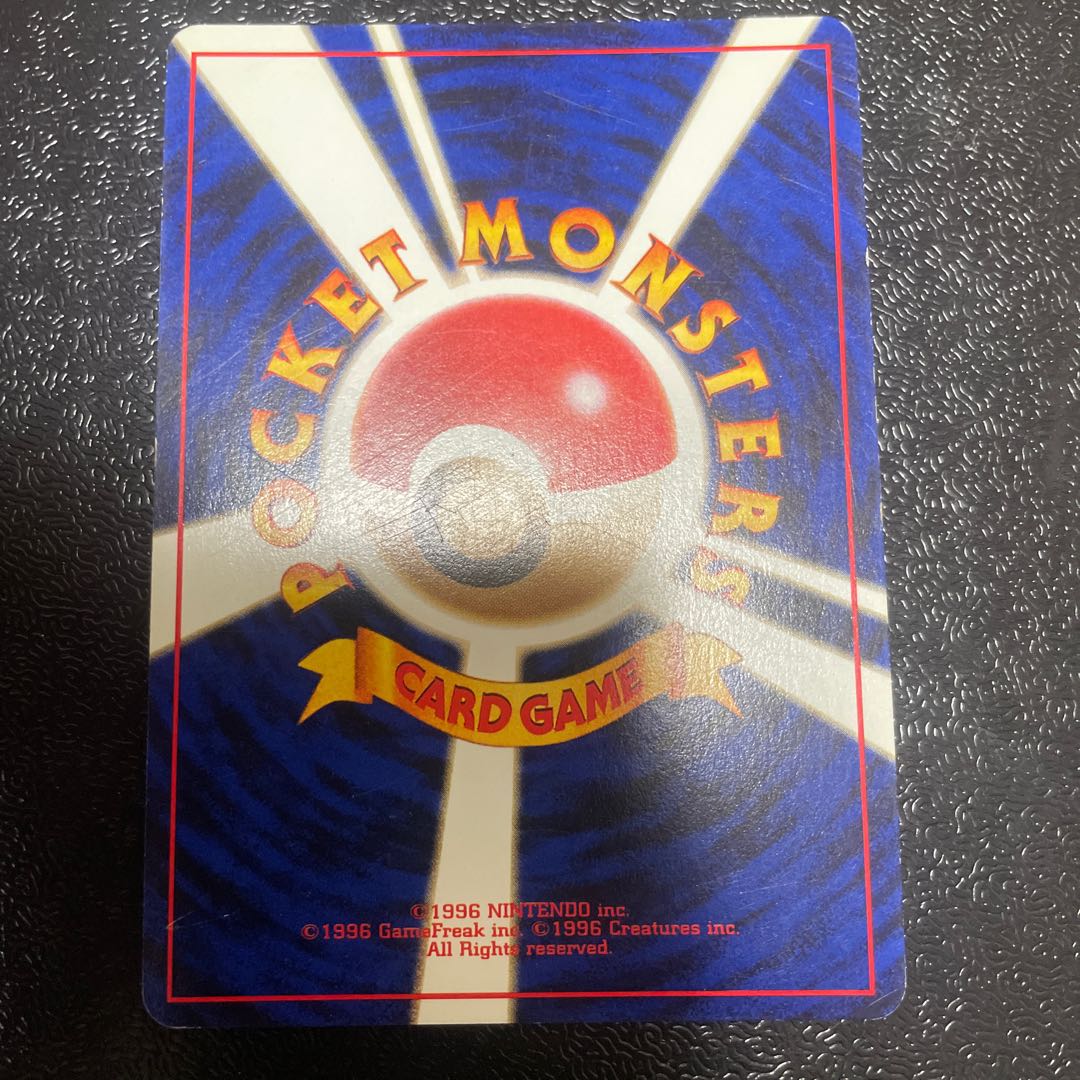 POCKET MONSTERS
CARD GAME
©1996 NINTENDO inc.
©1996 GameFreak inc. ©1996 Creatures inc.
All Rights reserved.